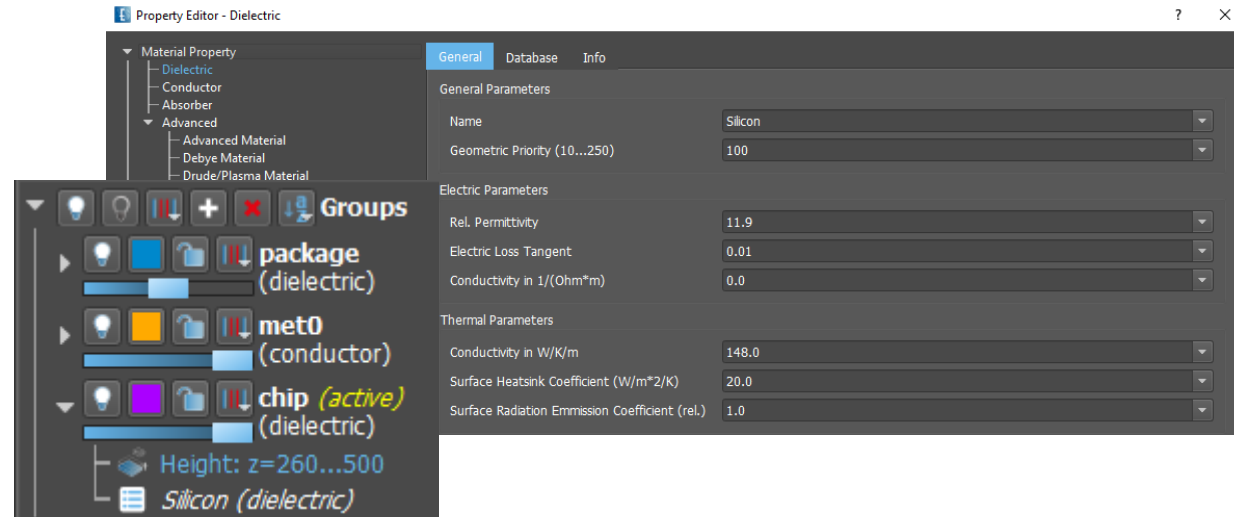 Property Editor - Dielectric
?
Material Property
Dielectric
Conductor
Absorber
Advanced
Advanced Material
Debye Material
Drude/Plasma Material
General Database Info
General Parameters
Name Silicon
Geometric Priority (10...250) 100
Electric Parameters
Rel. Permittivity 11.9
Electric Loss Tangent 0.01
Conductivity in 1/(Ohm*m) 0.0
Thermal Parameters
Conductivity in W/K/m 148.0
Surface Heatsink Coefficient (W/m*2/K) 20.0
Surface Radiation Emmission Coefficient (rel.) 1.0
Groups
package
(dielectric)
met0
(conductor)
chip (active)
(dielectric)
Height: z=260...500
Silicon (dielectric)